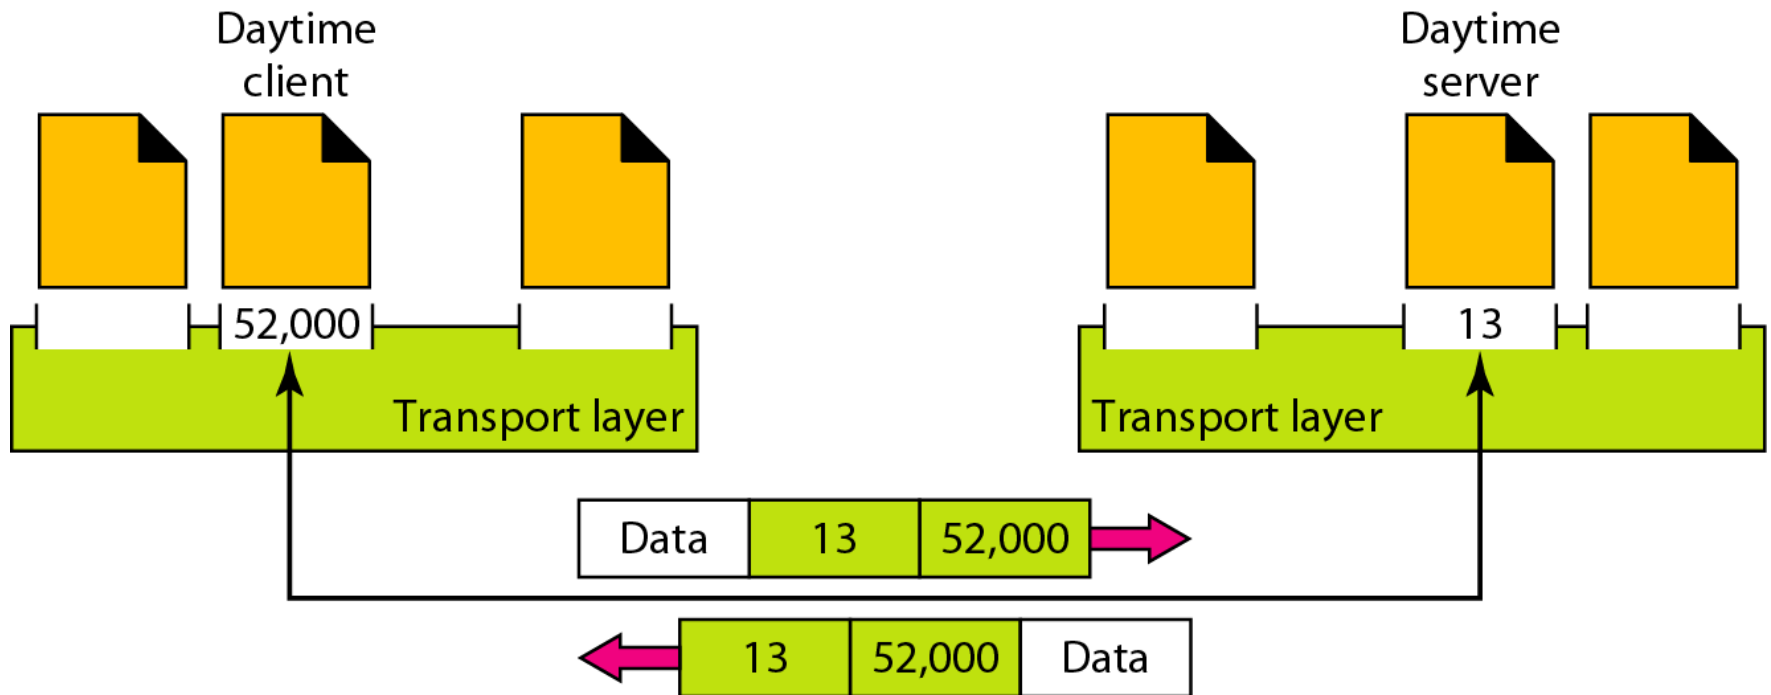 Daytime
client
Daytime
server
52,000
13
Transport layer
Transport layer
Data 13 52,000
13 52,000 Data